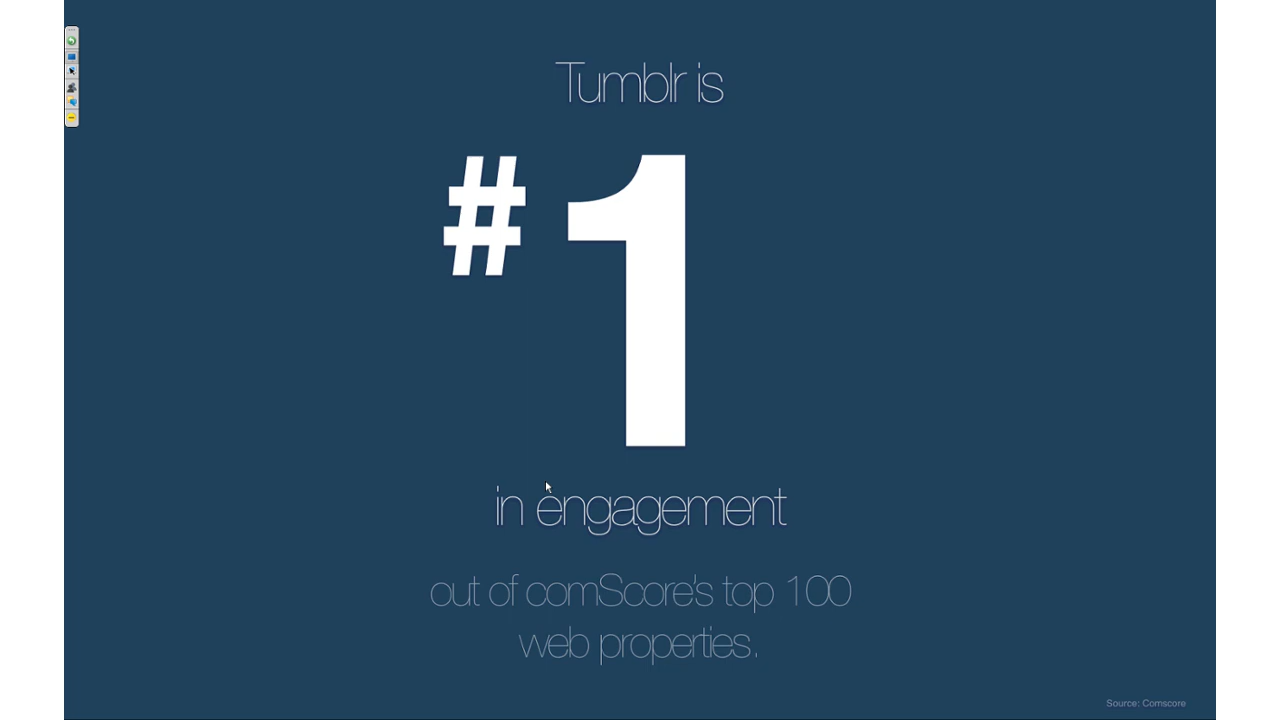 Tumblr is
#1
in engagement
out of comScore's top 100
web properties.
Source: Comscore